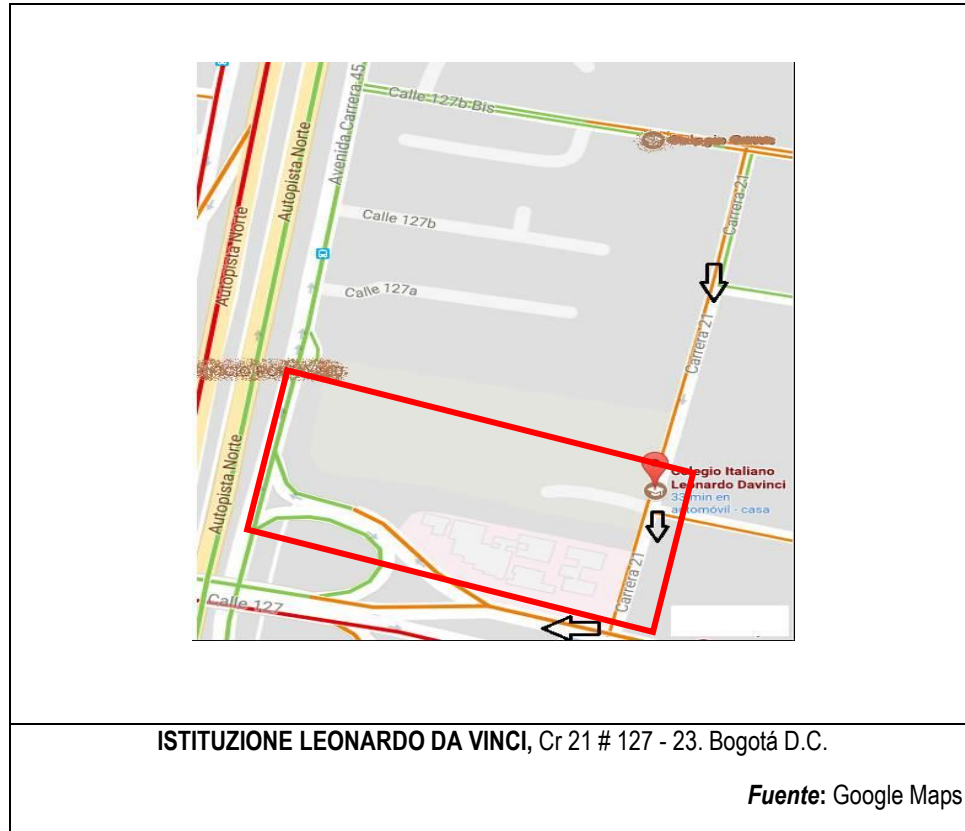 Avenida Carrera 45
Calle 127b Bis
Autopista Norte
Carrera 21
Autopista Norte
Calle 127b
Calle 127a
Carrera 21
Colegio Italiano
Leonardo Davinci
33 min en
automóvil - casa
Autopista Norte
Carrera 21
Calle 127
ISTITUZIONE LEONARDO DA VINCI, Cr 21 # 127 - 23. Bogotá D.C.
Fuente: Google Maps